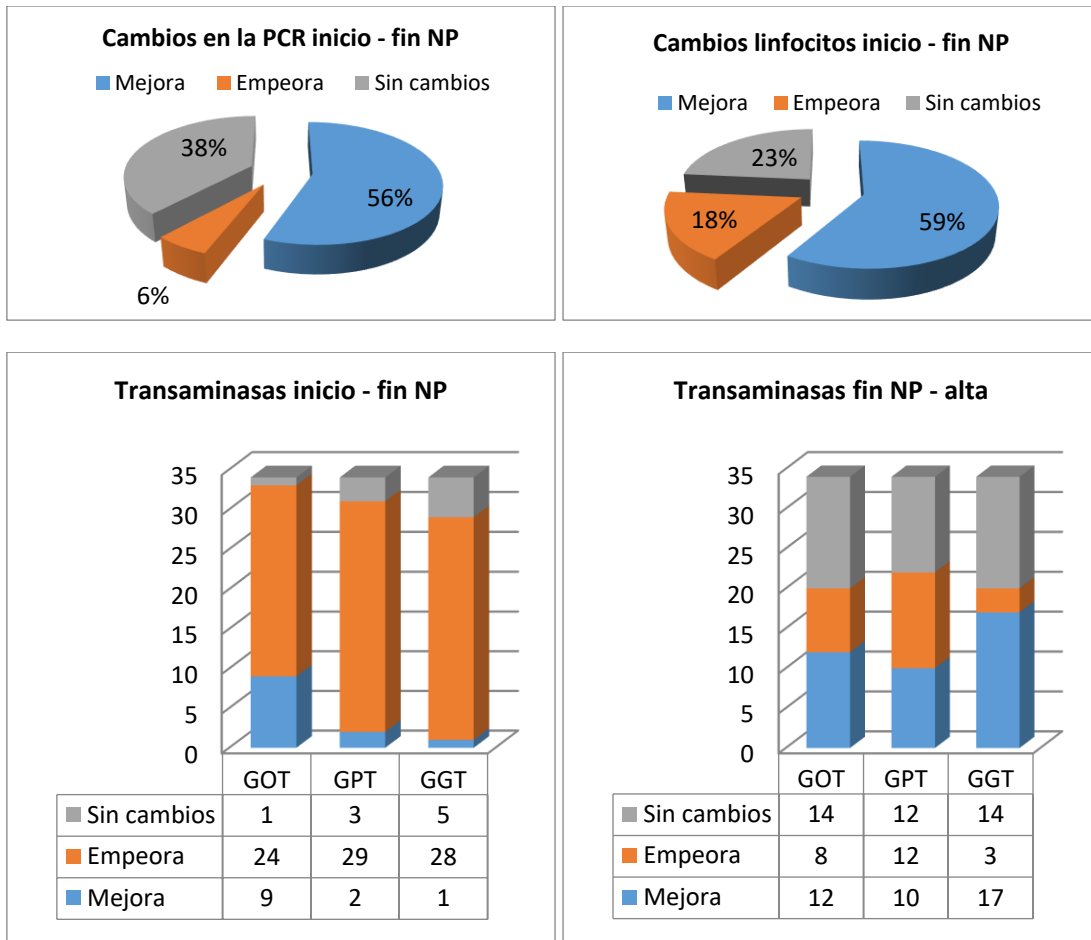 Cambios en la PCR inicio - fin NP
Mejora Empeora Sin cambios
38%
56%
6%
Cambios linfocitos inicio - fin NP
Mejora Empeora Sin cambios
23%
18%
59%
Transaminasas inicio - fin NP
35
30
25
20
15
10
5
0
GOT GPT GGT
Sin cambios 1 3 5
Empeora 24 29 28
Mejora 9 2 1
Transaminasas fin NP - alta
35
30
25
20
15
10
5
0
GOT GPT GGT
Sin cambios 14 12 14
Empeora 8 12 3
Mejora 12 10 17